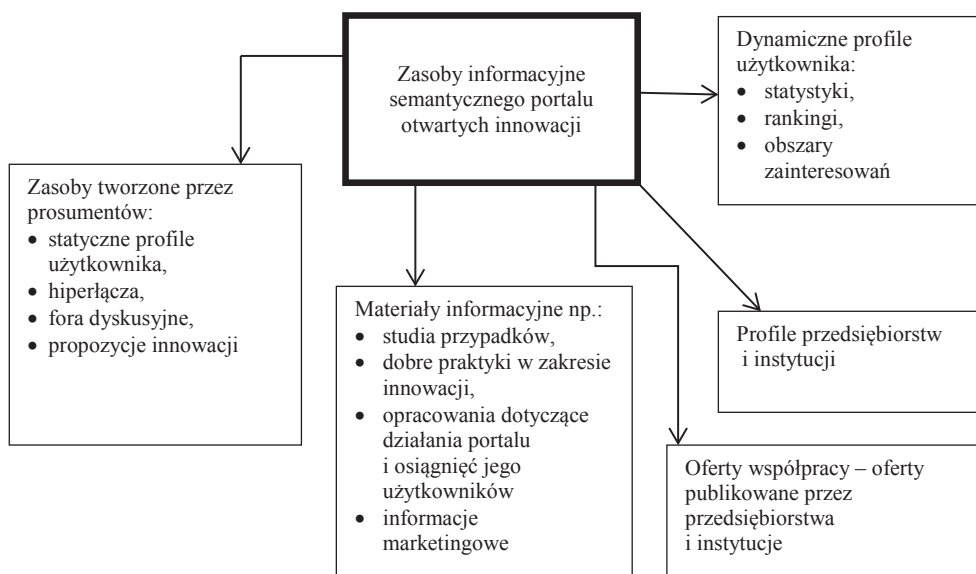 Zasoby informacyjne
semantycznego portalu
otwartych innowacji
Dynamiczne profile
użytkownika:
• statystyki,
• rankingi,
• obszary
zainteresowań
Zasoby tworzone przez
prosumentów:
• statyczne profile
użytkownika,
• hiperłącza,
• fora dyskusyjne,
• propozycje innowacji
Materiały informacyjne np.:
• studia przypadków,
• dobre praktyki w zakresie
innowacji,
• opracowania dotyczące
działania portalu
i osiągnięć jego
użytkowników
• informacje
marketingowe
Profile przedsiębiorstw
i instytucji
Oferty współpracy – oferty
publikowane przez
przedsiębiorstwa
i instytucje